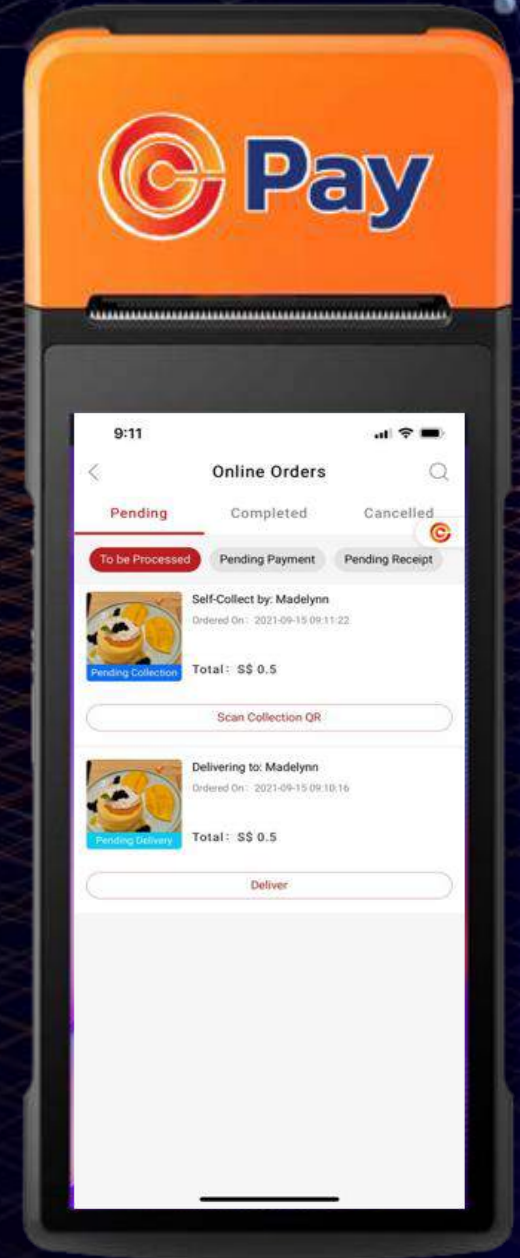 Pay
9:11
Online Orders
Pending Completed Cancelled
To be Processed Pending Payment Pending Receipt
Self-Collect by: Madelynn
Ordered On: 2021-09-15 09:11:22
Pending Collection
Total: S$ 0.5
Scan Collection QR
Delivering to: Madelynn
Ordered On: 2021-09-15 09:10:16
Pending Delivery
Total: S$ 0.5
Deliver